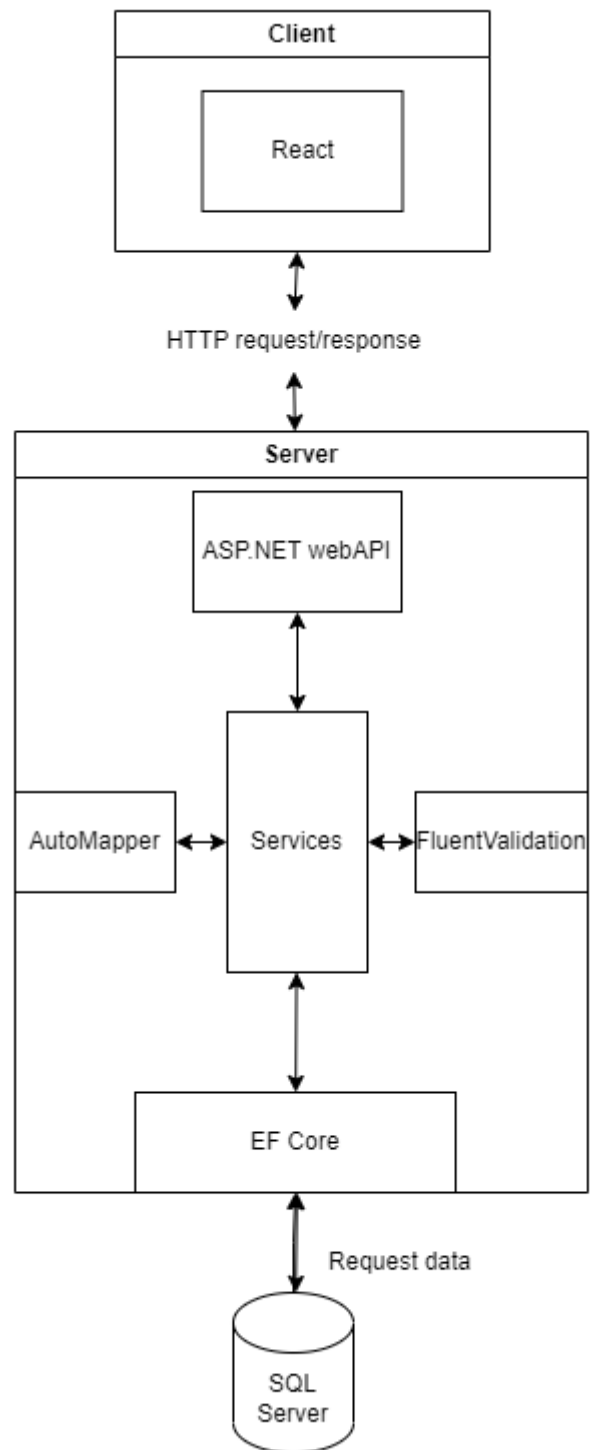 Client
React
HTTP request/response
Server
ASP.NET webAPI
AutoMapper
Services
FluentValidation
EF Core
Request data
SQL
Server